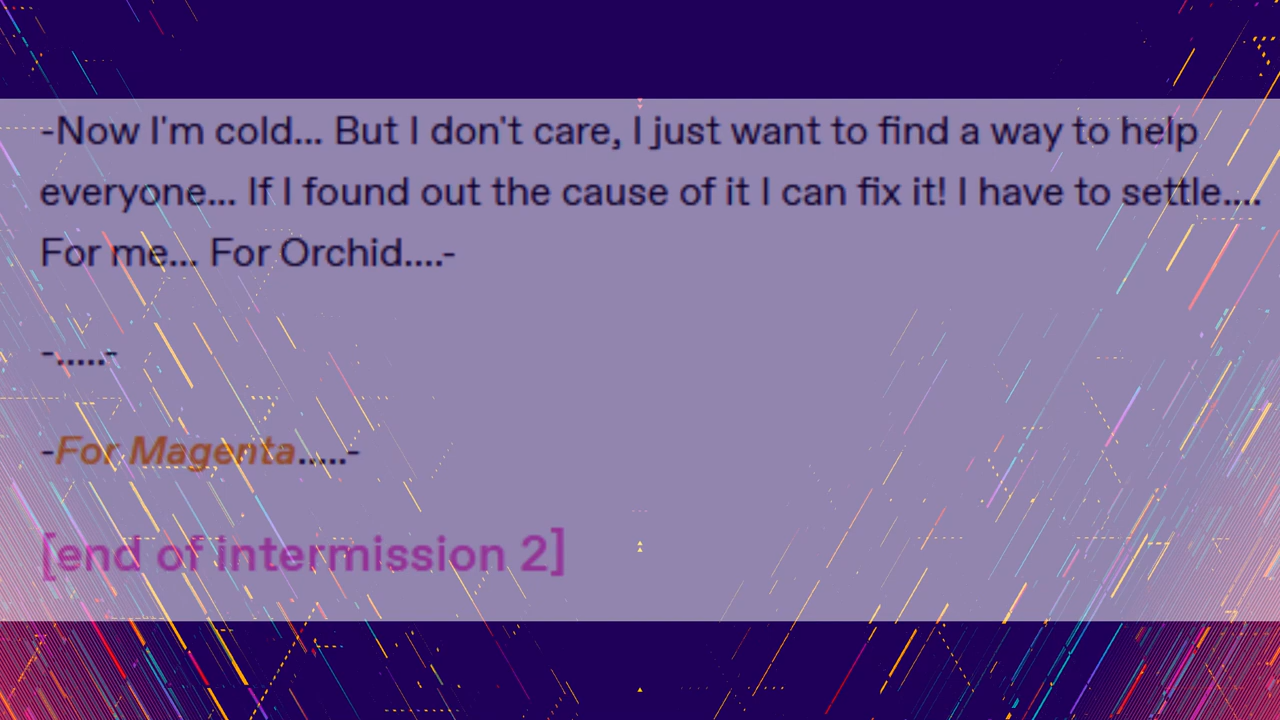 -Now I'm cold... But I don't care, I just want to find a way to help
everyone... If I found out the cause of it I can fix it! I have to settle....
For me... For Orchid....-
-.....-
-For Magenta.....-
[end of intermission 2]